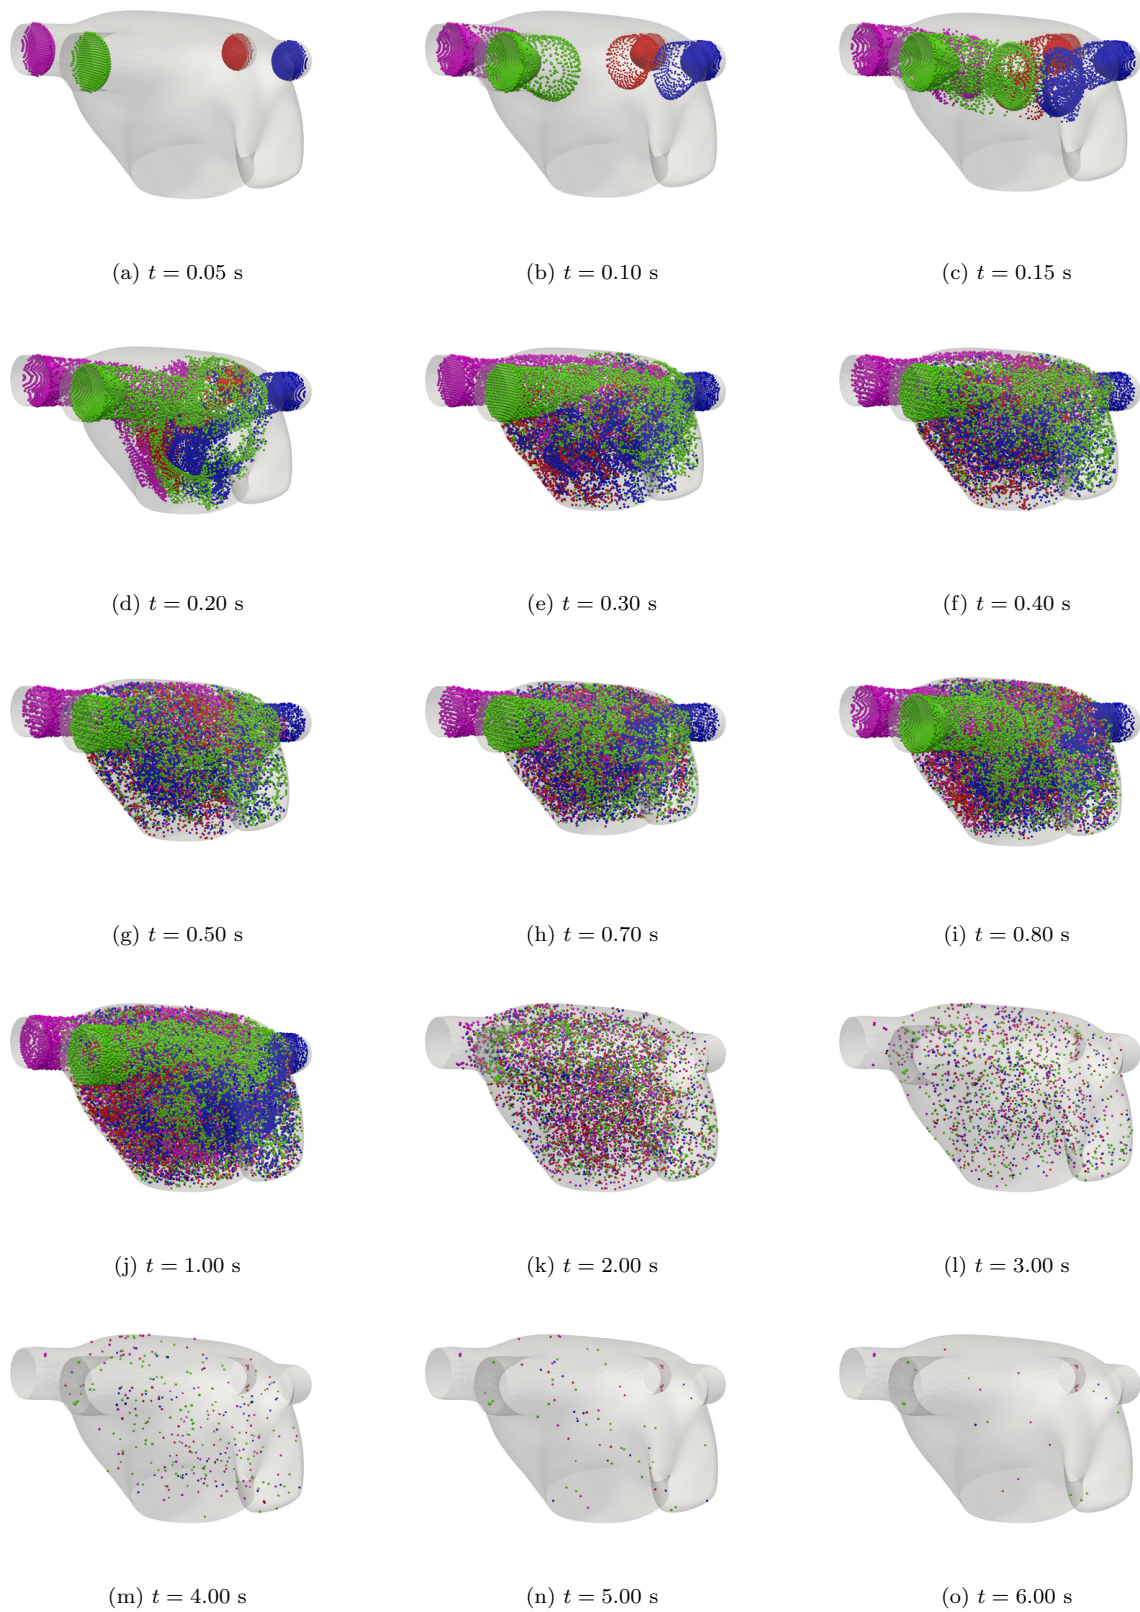 (a) t = 0.05 s
(b) t = 0.10 s
(c) t = 0.15 s
(d) t = 0.20 s
(e) t = 0.30 s
(f) t = 0.40 s
(g) t = 0.50 s
(h) t = 0.70 s
(i) t = 0.80 s
(j) t = 1.00 s
(k) t = 2.00 s
(l) t = 3.00 s
(m) t = 4.00 s
(n) t = 5.00 s
(o) t = 6.00 s